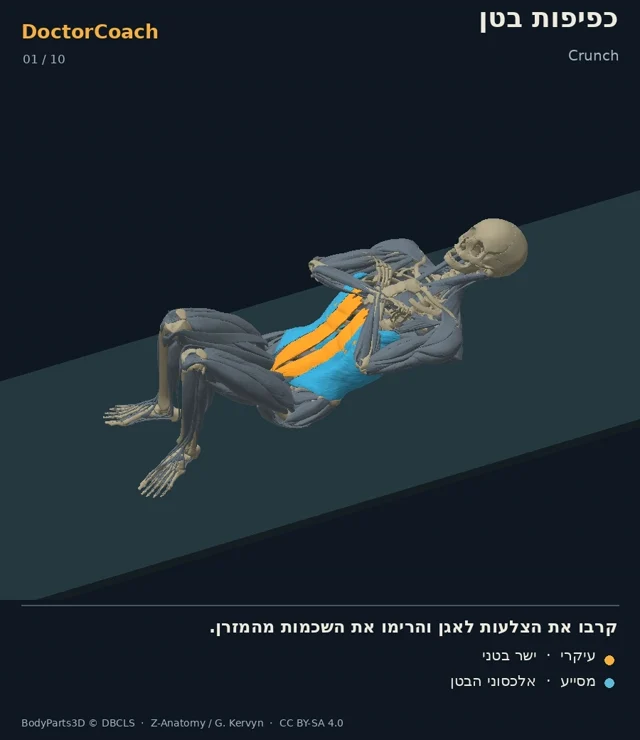 כפיפות בטן
DoctorCoach
Crunch
01 / 10
קרבו את הצלעות לאגן והרימו את השכמות מהמזרן.
עיקרי · ישר בטני
מסייע · אלכסוני הבטן
BodyParts3D © DBCLS · Z-Anatomy / G. Kervyn · CC BY-SA 4.0